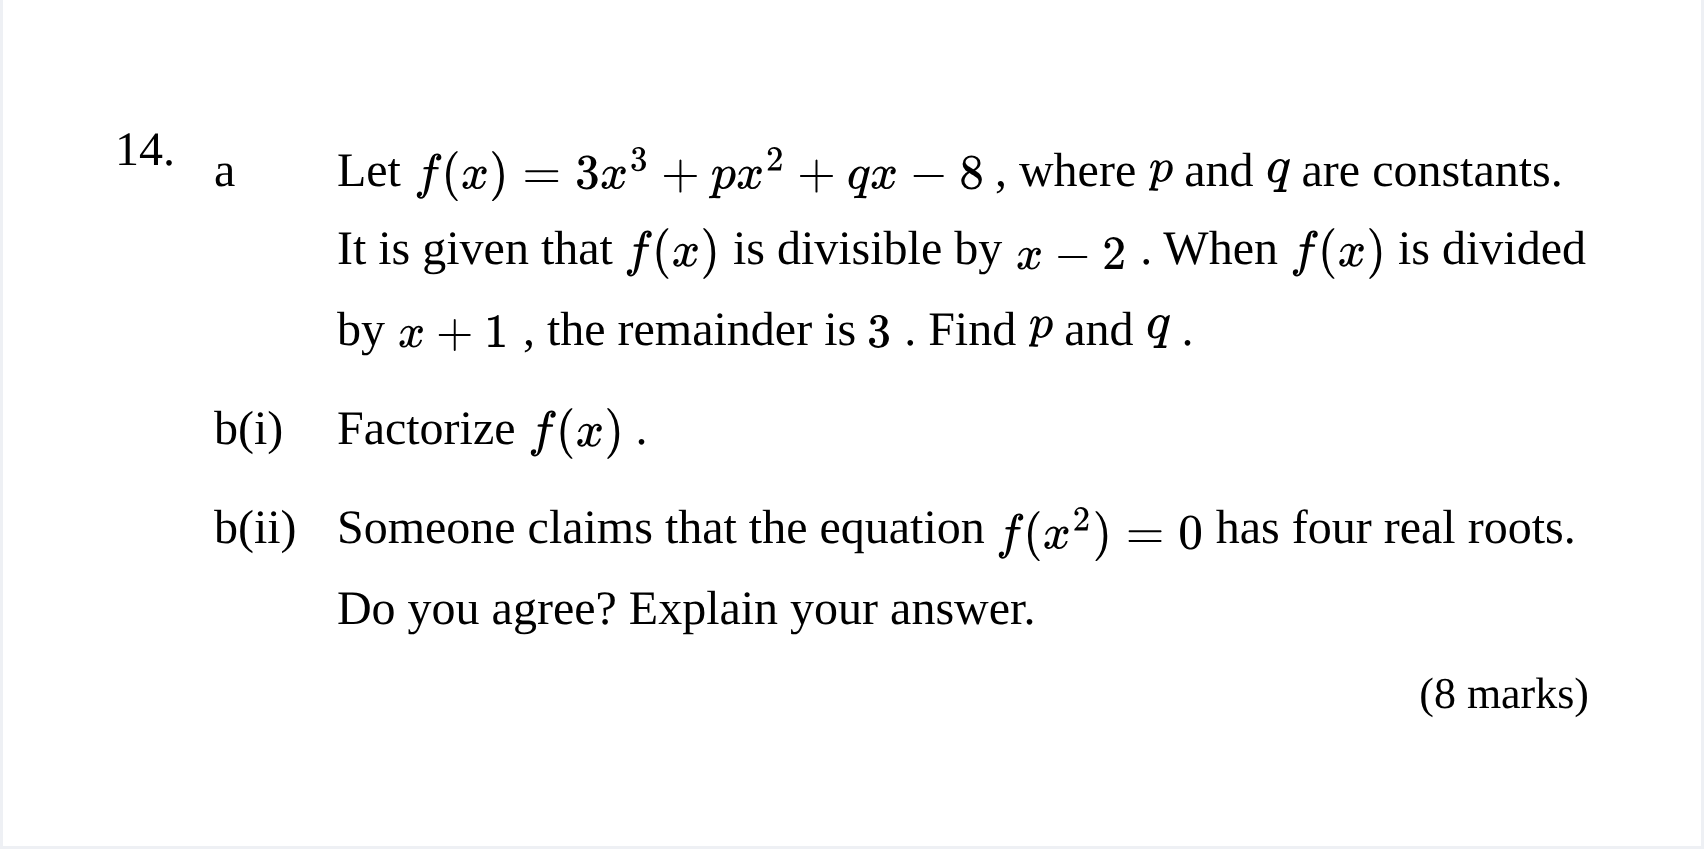 14. a Let f(x) = 3x³ + px² + qx − 8 , where p and q are constants.
It is given that f(x) is divisible by x − 2 . When f(x) is divided
by x + 1 , the remainder is 3 . Find p and q .
b(i) Factorize f(x) .
b(ii) Someone claims that the equation f(x²) = 0 has four real roots.
Do you agree? Explain your answer.
(8 marks)